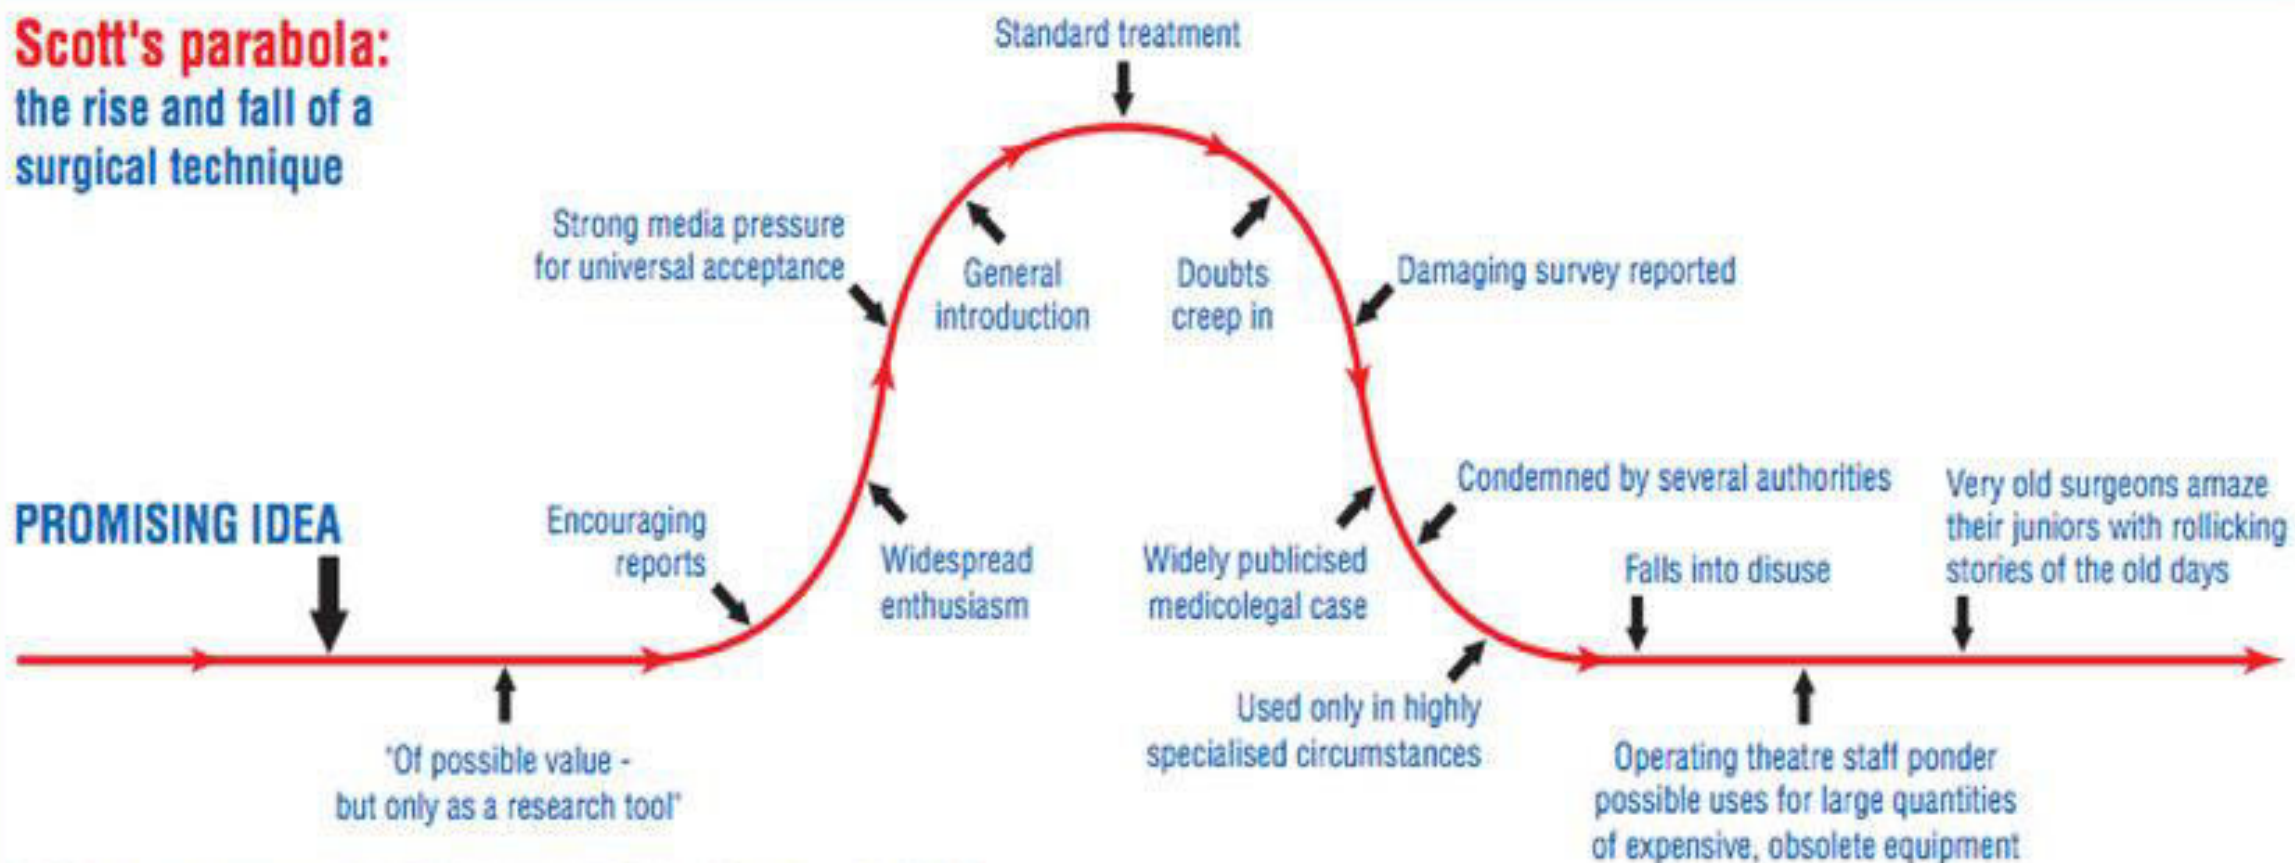 Scott's parabola:
the rise and fall of a
surgical technique
PROMISING IDEA
"Of possible value -
but only as a research tool"
Encouraging
reports
Widespread
enthusiasm
Strong media pressure
for universal acceptance
General
introduction
Standard treatment
Doubts
creep in
Damaging survey reported
Widely publicised
medicolegal case
Condemned by several authorities
Used only in highly
specialised circumstances
Falls into disuse
Operating theatre staff ponder
possible uses for large quantities
of expensive, obsolete equipment
Very old surgeons amaze
their juniors with rollicking
stories of the old days